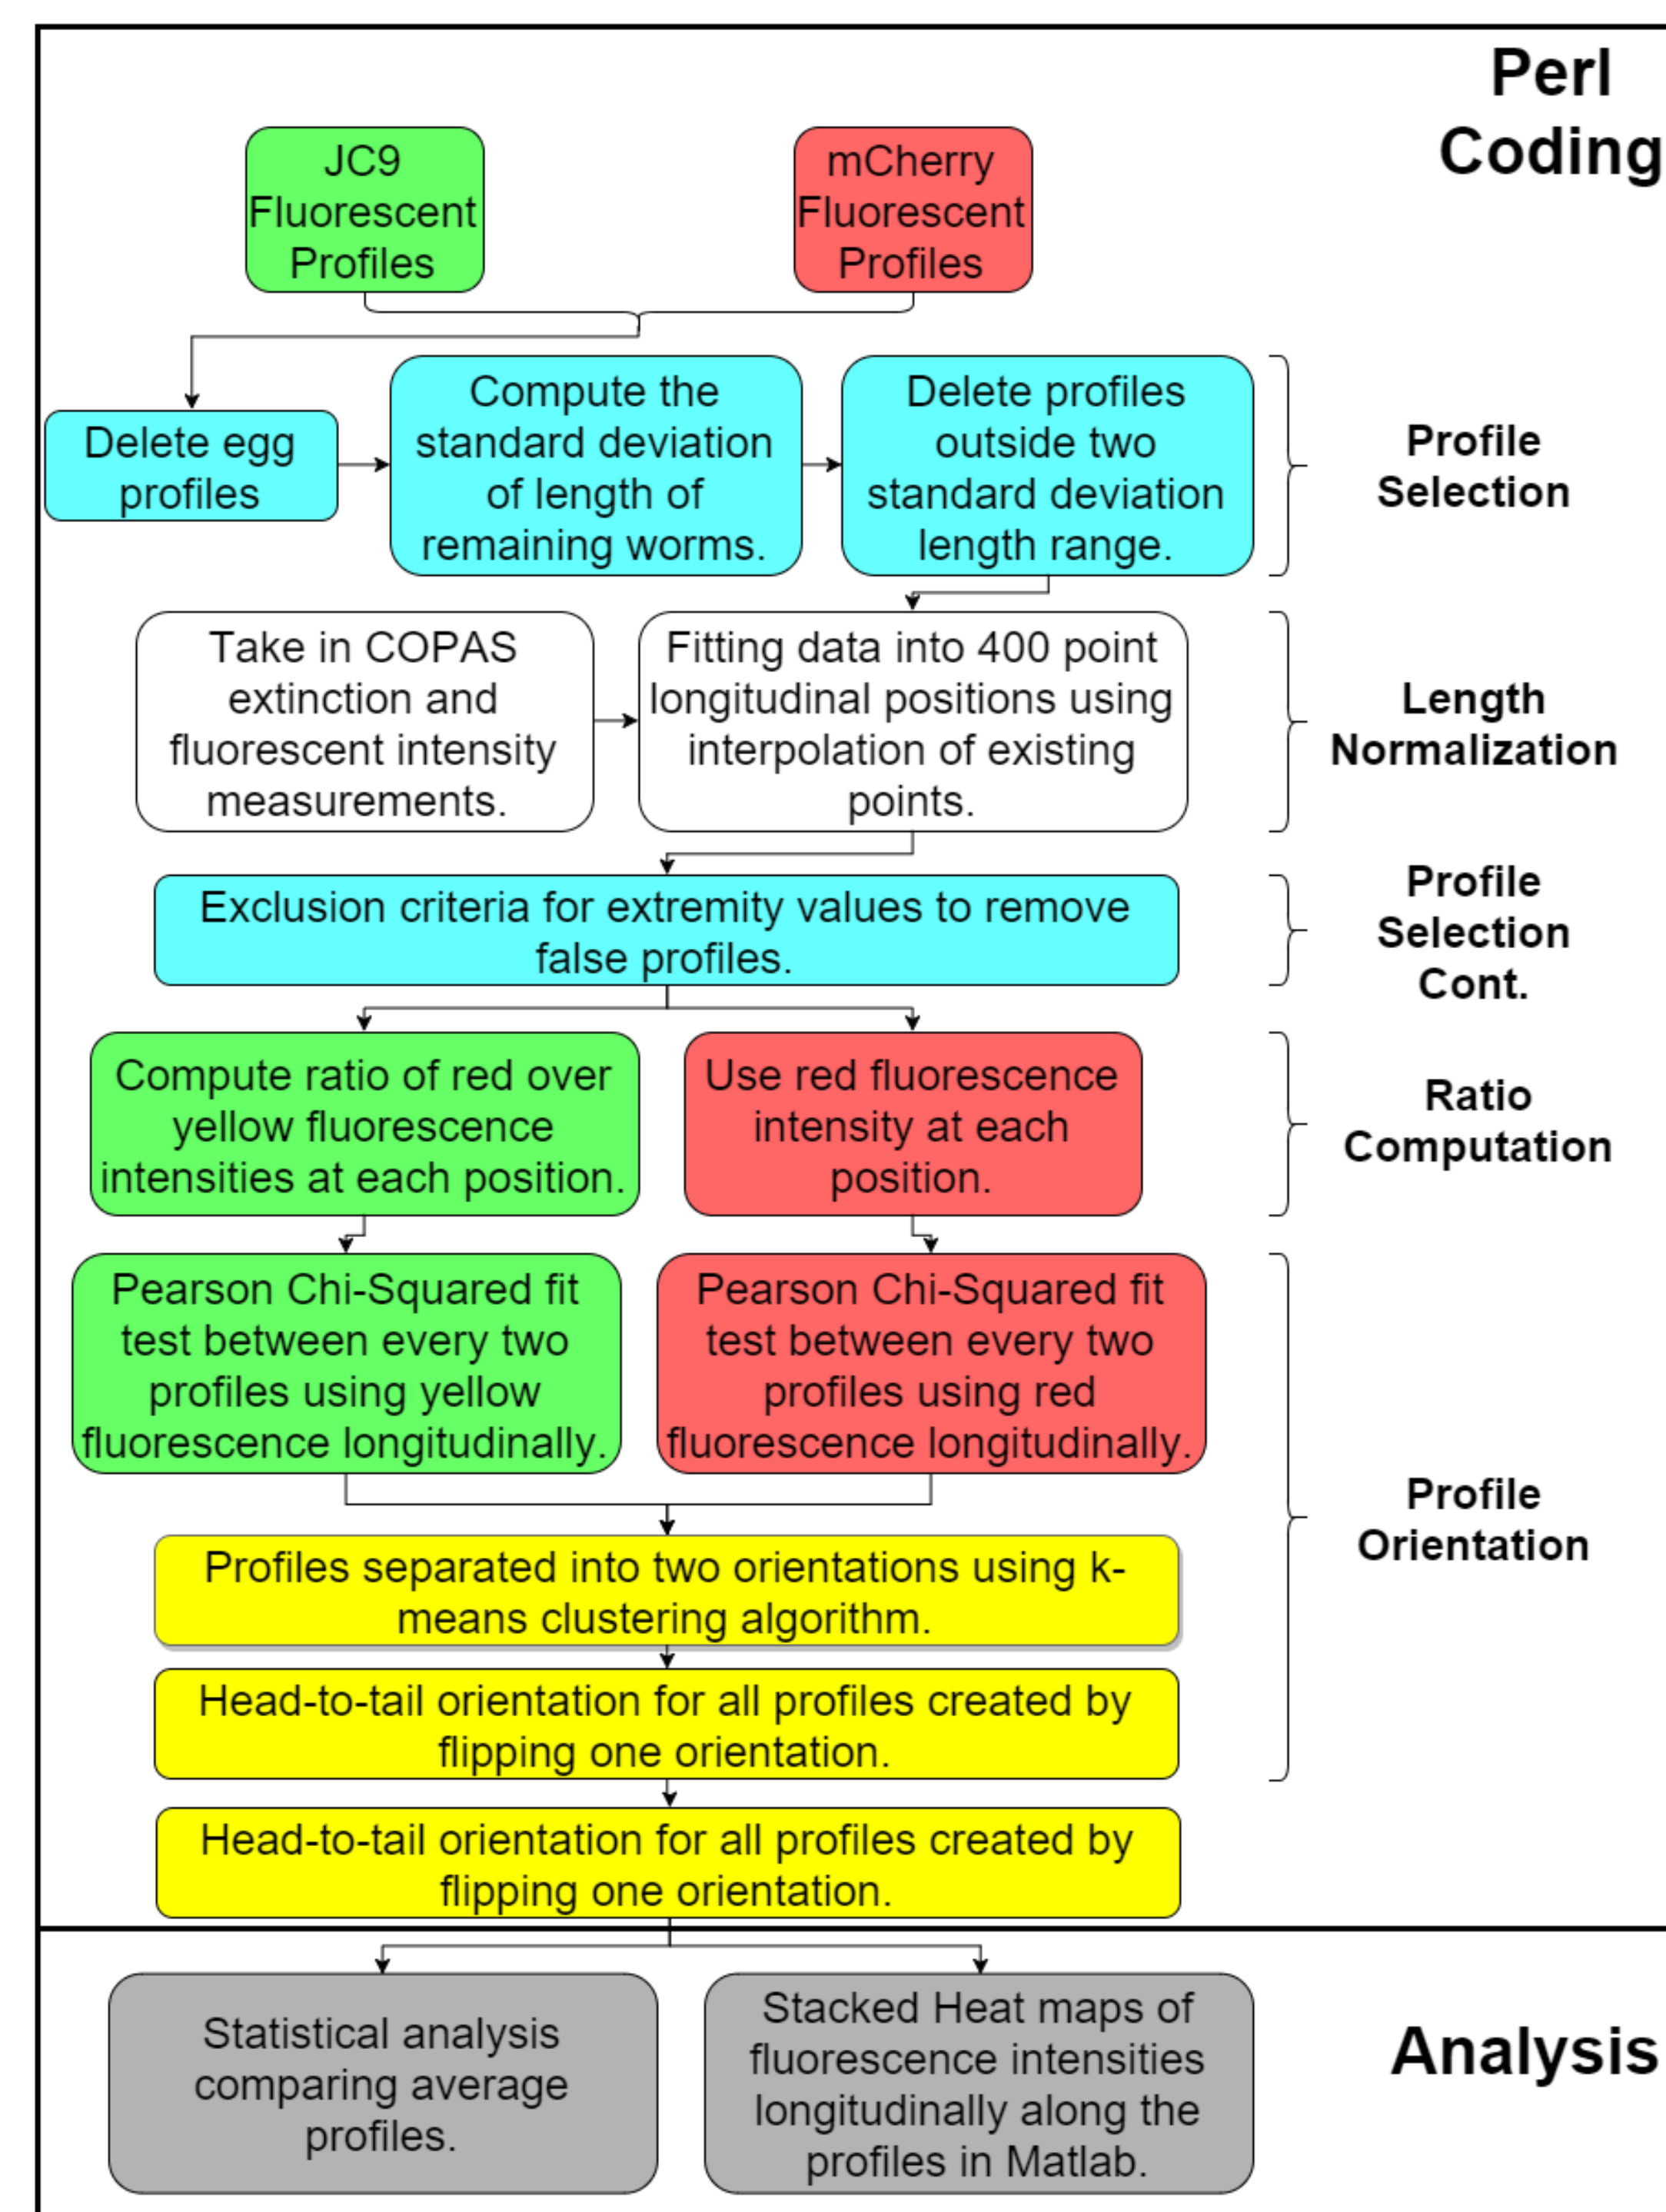 Perl
Coding
JC9
Fluorescent
Profiles
mCherry
Fluorescent
Profiles
Delete egg
profiles
Compute the
standard deviation
of length of
remaining worms.
Delete profiles
outside two
standard deviation
length range.
Profile
Selection
Take in COPAS
extinction and
fluorescent intensity
measurements.
Fitting data into 400 point
longitudinal positions using
interpolation of existing
points.
Length
Normalization
Exclusion criteria for extremity values to remove
false profiles.
Profile
Selection
Cont.
Compute ratio of red over
yellow fluorescence
intensities at each position.
Use red fluorescence
intensity at each
position.
Ratio
Computation
Pearson Chi-Squared fit
test between every two
profiles using yellow
fluorescence longitudinally.
Pearson Chi-Squared fit
test between every two
profiles using red
fluorescence longitudinally.
Profile
Orientation
Profiles separated into two orientations using k-
means clustering algorithm.
Head-to-tail orientation for all profiles created by
flipping one orientation.
Head-to-tail orientation for all profiles created by
flipping one orientation.
Statistical analysis
comparing average
profiles.
Stacked Heat maps of
fluorescence intensities
longitudinally along the
profiles in Matlab.
Analysis